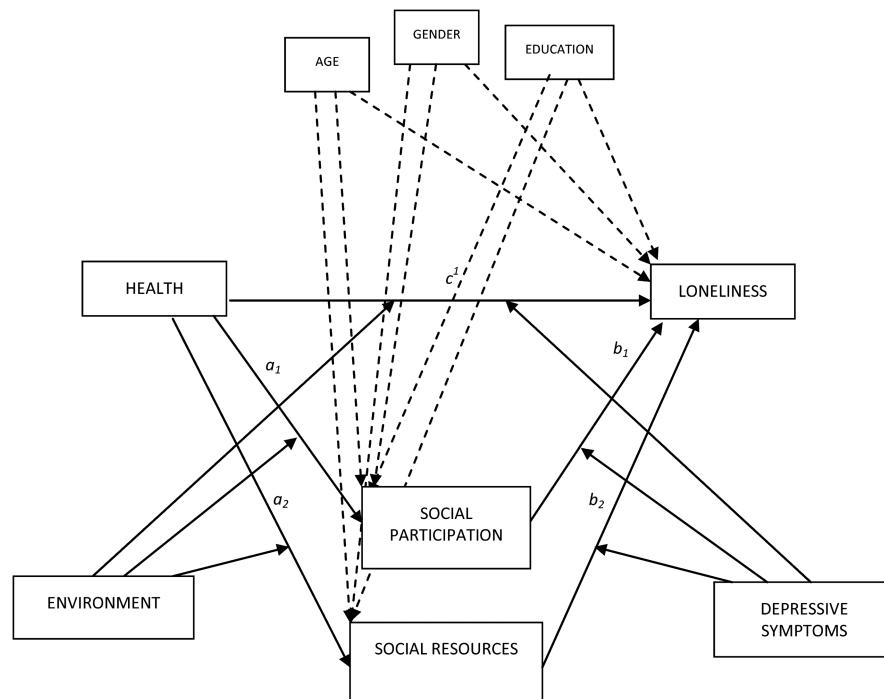 GENDER
EDUCATION
AGE
c¹
HEALTH
LONELINESS
a₁
b₁
a₂
b₂
SOCIAL
PARTICIPATION
ENVIRONMENT
DEPRESSIVE
SYMPTOMS
SOCIAL RESOURCES